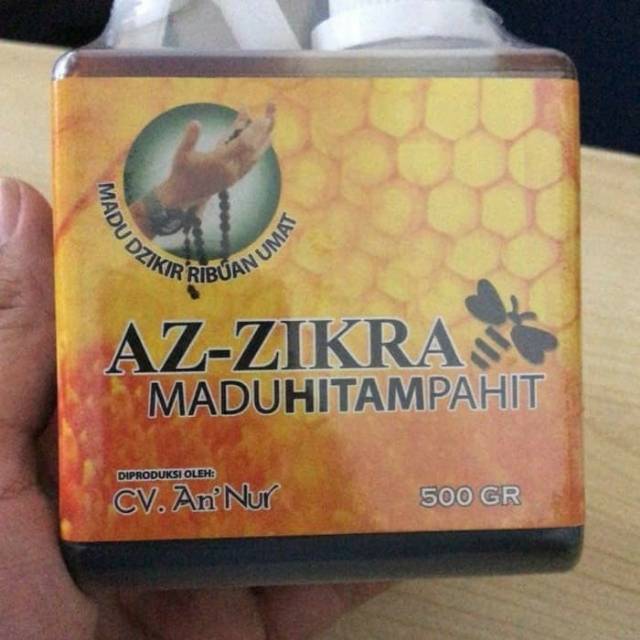 MADU DZIKIR RIBUAN UMAT
AZ-ZIKRA
MADUHITAMPAHIT
DIPRODUKSI OLEH:
CV. An'Nur
500 GR